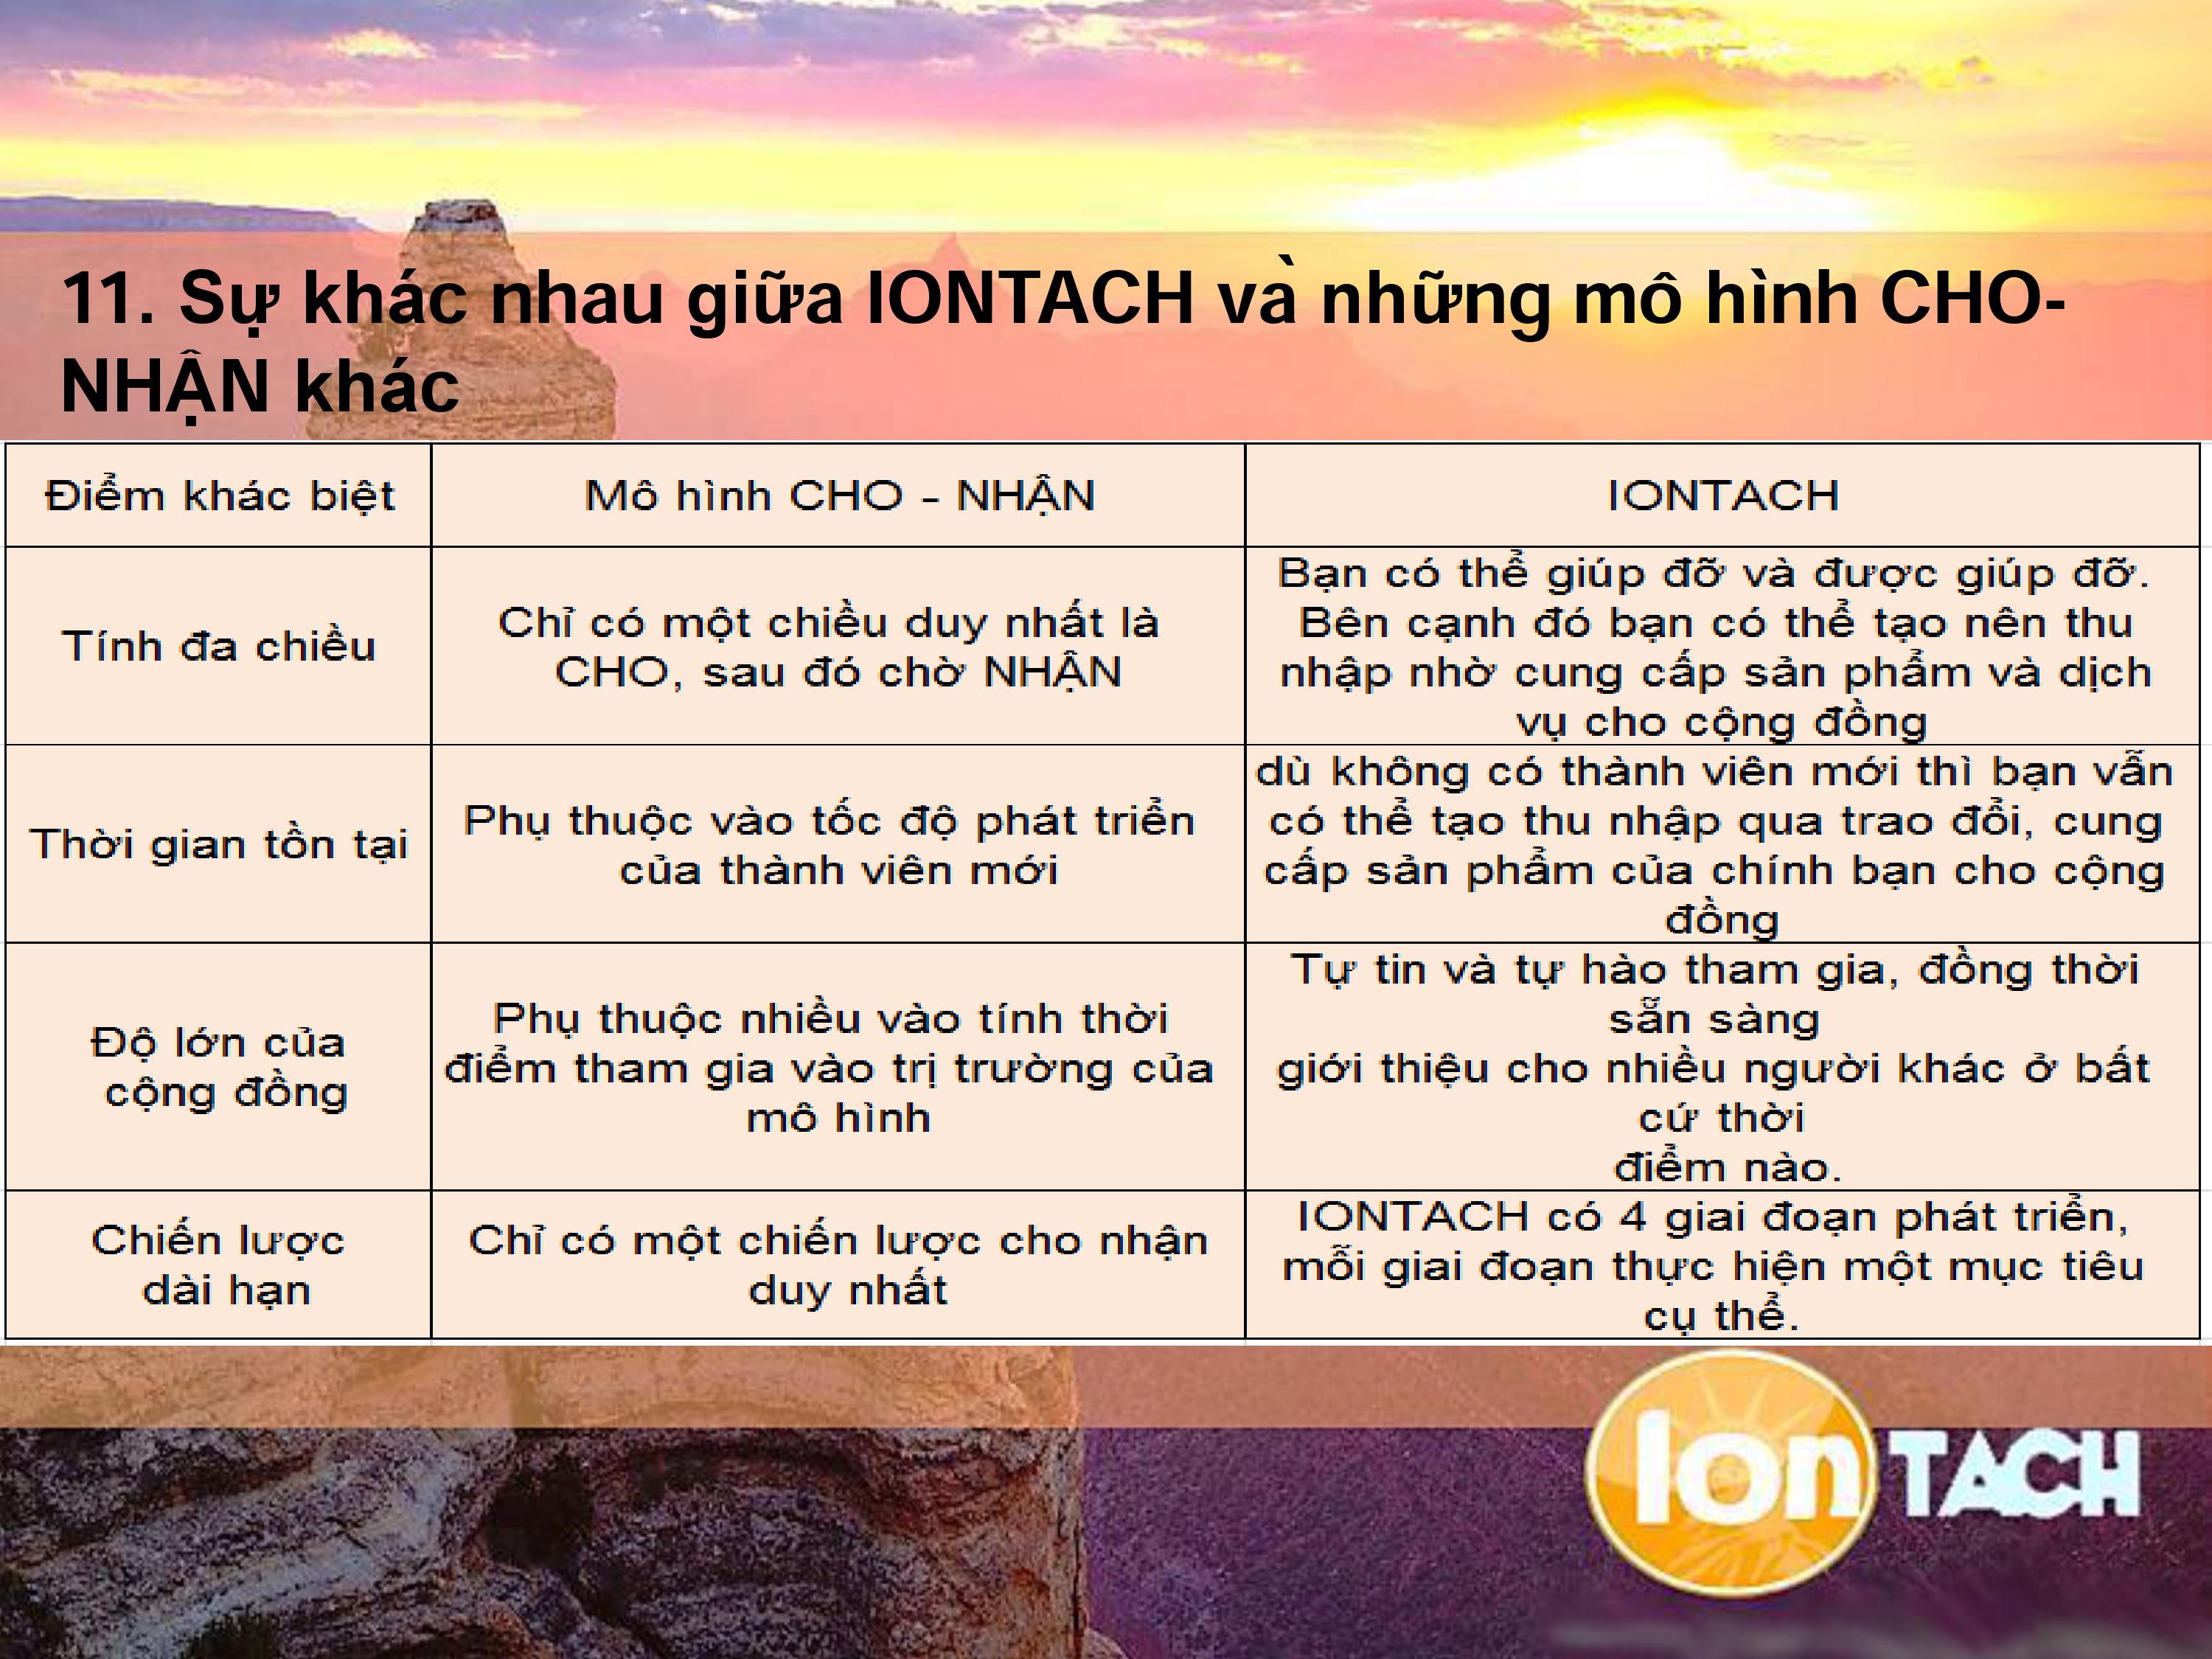 11. Sự khác nhau giữa IONTACH và những mô hình CHO-
NHẬN khác
Điểm khác biệt
Mô hình CHO - NHẬN
IONTACH
Tính đa chiều
Chỉ có một chiều duy nhất là
CHO, sau đó chờ NHẬN
Bạn có thể giúp đỡ và được giúp đỡ.
Bên cạnh đó bạn có thể tạo nên thu
nhập nhờ cung cấp sản phẩm và dịch
vụ cho cộng đồng
Thời gian tồn tại
Phụ thuộc vào tốc độ phát triển
của thành viên mới
dù không có thành viên mới thì bạn vẫn
có thể tạo thu nhập qua trao đổi, cung
cấp sản phẩm của chính bạn cho cộng
đồng
Độ lớn của
cộng đồng
Phụ thuộc nhiều vào tính thời
điểm tham gia vào trị trường của
mô hình
Tự tin và tự hào tham gia, đồng thời
sẵn sàng
giới thiệu cho nhiều người khác ở bất
cứ thời
điểm nào.
Chiến lược
dài hạn
Chỉ có một chiến lược cho nhận
duy nhất
IONTACH có 4 giai đoạn phát triển,
mỗi giai đoạn thực hiện một mục tiêu
cụ thể.
Ion TACH